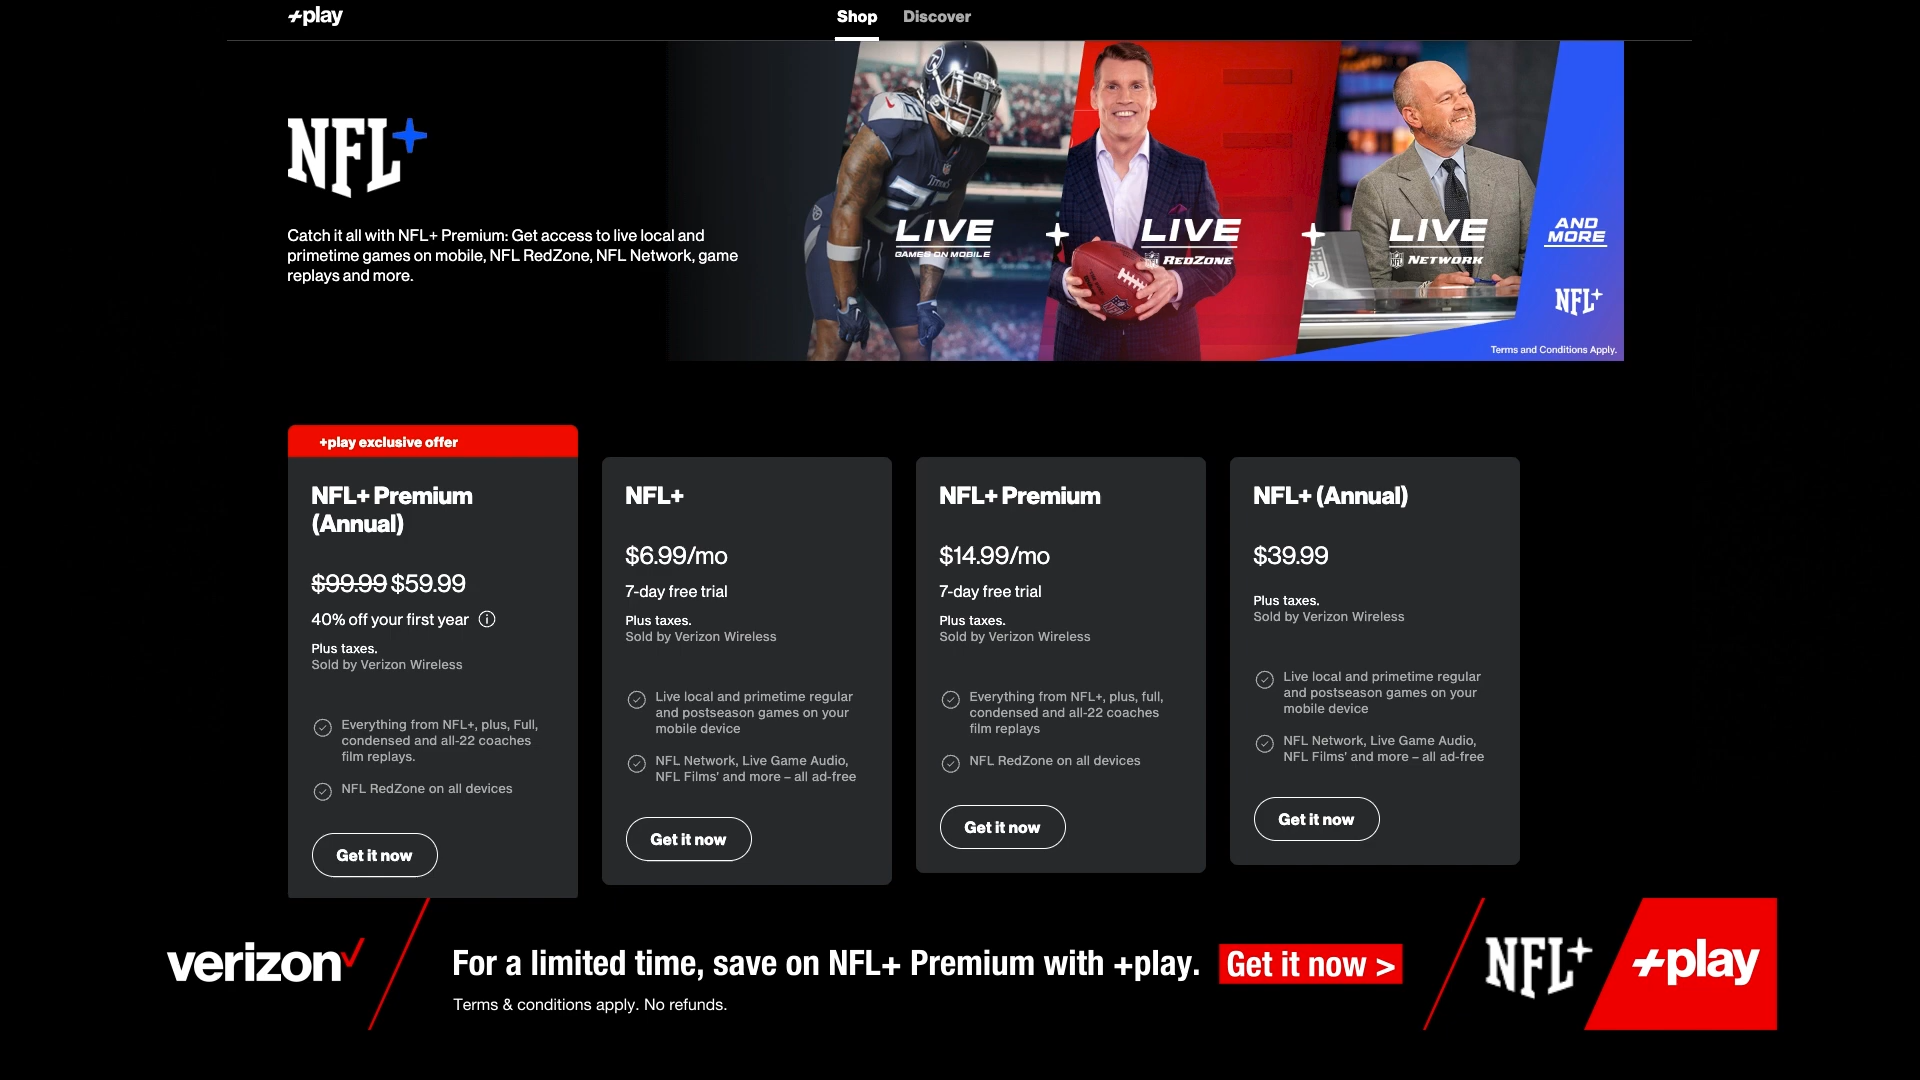 +play
Shop
Discover
NFL+
Catch it all with NFL+ Premium: Get access to live local and
primetime games on mobile, NFL RedZone, NFL Network, game
replays and more.
Titans
LIVE
GAMES ON MOBILE
+
LIVE
NFL REDZONE
+
LIVE
NFL NETWORK
AND
MORE
NFL+
Terms and Conditions Apply.
+play exclusive offer
NFL+ Premium
(Annual)
$99.99 $59.99
40% off your first year
Plus taxes.
Sold by Verizon Wireless
Everything from NFL+, plus, Full,
condensed and all-22 coaches
film replays.
NFL RedZone on all devices
Get it now
NFL+
$6.99/mo
7-day free trial
Plus taxes.
Sold by Verizon Wireless
Live local and primetime regular
and postseason games on your
mobile device
NFL Network, Live Game Audio,
NFL Films’ and more – all ad-free
Get it now
NFL+ Premium
$14.99/mo
7-day free trial
Plus taxes.
Sold by Verizon Wireless
Everything from NFL+, plus, full,
condensed and all-22 coaches
film replays
NFL RedZone on all devices
Get it now
NFL+ (Annual)
$39.99
Plus taxes.
Sold by Verizon Wireless
Live local and primetime regular
and postseason games on your
mobile device
NFL Network, Live Game Audio,
NFL Films’ and more – all ad-free
Get it now
verizon
For a limited time, save on NFL+ Premium with +play. Get it now >
Terms & conditions apply. No refunds.
NFL+
+play